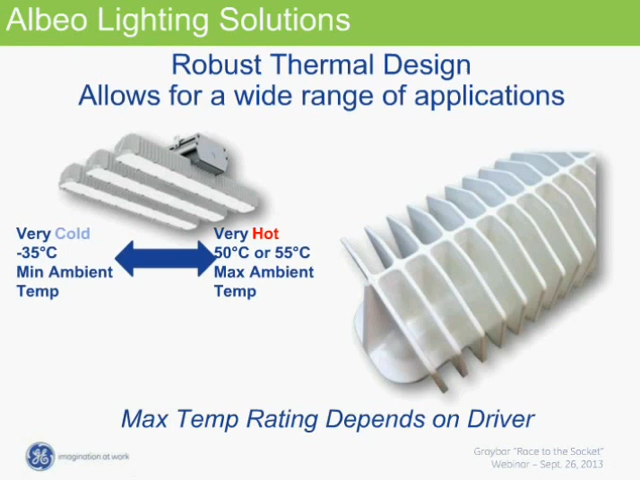 Albeo Lighting Solutions
Robust Thermal Design
Allows for a wide range of applications
Very Cold
-35°C
Min Ambient
Temp
Very Hot
50°C or 55°C
Max Ambient
Temp
Max Temp Rating Depends on Driver
GE
imagination at work
Graybar "Race to the Socket"
Webinar – Sept. 26, 2013